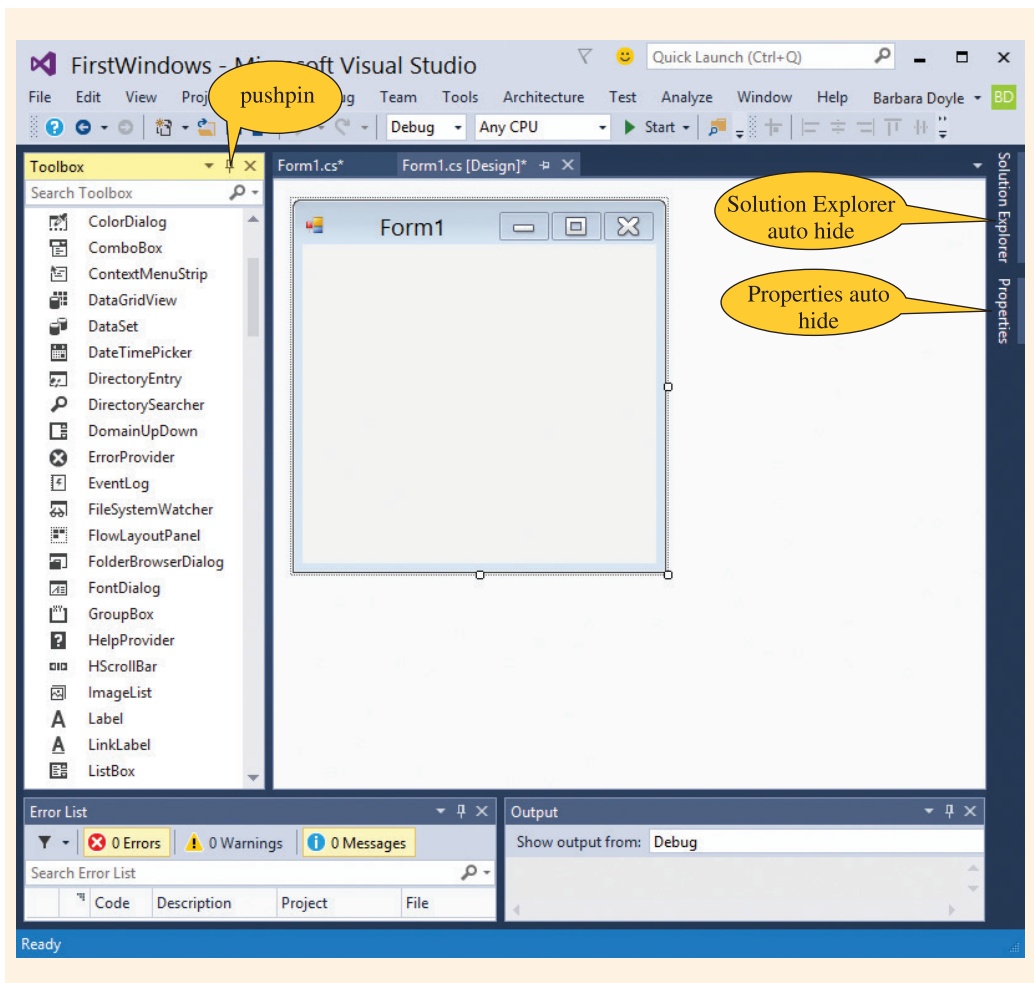 FirstWindows - Microsoft Visual Studio
Quick Launch (Ctrl+Q)
File Edit View Team Tools Architecture Test Analyze Window Help Barbara Doyle BD
pushpin
Debug Any CPU Start
Toolbox
Search Toolbox
ColorDialog
ComboBox
ContextMenuStrip
DataGridView
DataSet
DateTimePicker
DirectoryEntry
DirectorySearcher
DomainUpDown
ErrorProvider
EventLog
FileSystemWatcher
FlowLayoutPanel
FolderBrowserDialog
FontDialog
GroupBox
HelpProvider
HScrollBar
ImageList
Label
LinkLabel
ListBox
Form1.cs* Form1.cs [Design]*
Form1
Solution Explorer
auto hide
Properties auto
hide
Solution Explorer
Properties
Error List
0 Errors 0 Warnings 0 Messages
Search Error List
Code Description Project File
Output
Show output from: Debug
Ready